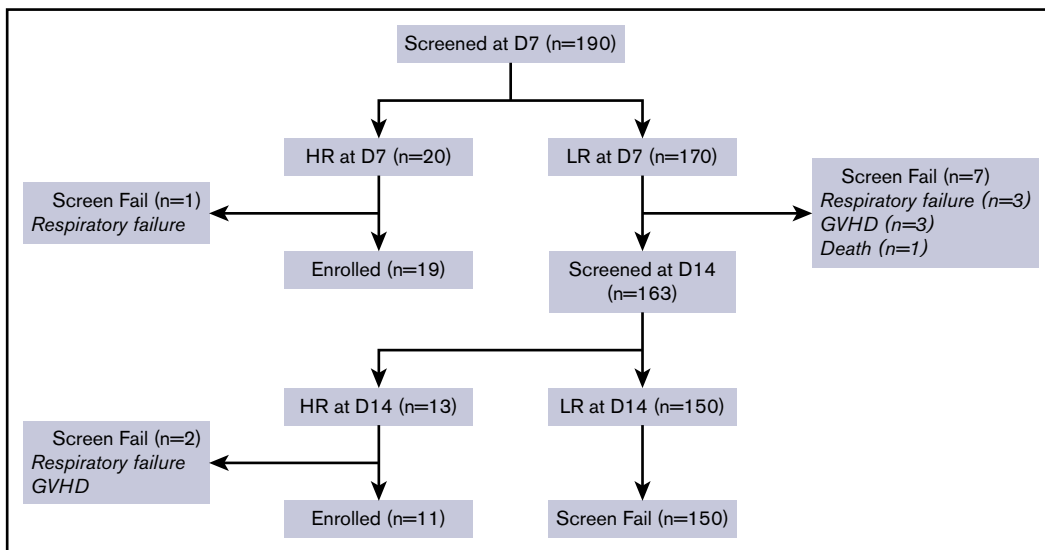 Screened at D7 (n=190)
HR at D7 (n=20)
LR at D7 (n=170)
Screen Fail (n=1)
Respiratory failure
Screen Fail (n=7)
Respiratory failure (n=3)
GVHD (n=3)
Death (n=1)
Enrolled (n=19)
Screened at D14
(n=163)
HR at D14 (n=13)
LR at D14 (n=150)
Screen Fail (n=2)
Respiratory failure
GVHD
Enrolled (n=11)
Screen Fail (n=150)